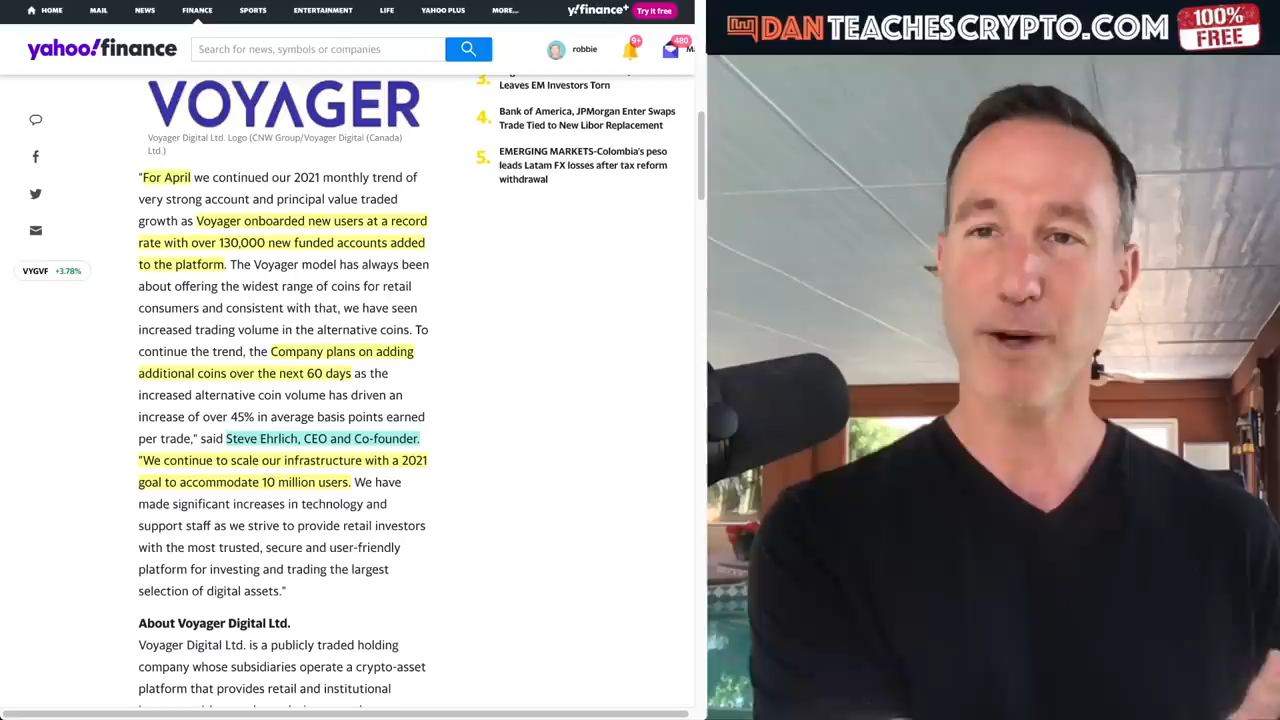 HOME MAIL NEWS FINANCE SPORTS ENTERTAINMENT LIFE YAHOO PLUS MORE... y!finance+ Try it free
yahoo!finance Search for news, symbols or companies robbie 9+ 480
VOYAGER
Voyager Digital Ltd. Logo (CNW Group/Voyager Digital (Canada)
Ltd.)
"For April we continued our 2021 monthly trend of
very strong account and principal value traded
growth as Voyager onboarded new users at a record
rate with over 130,000 new funded accounts added
to the platform. The Voyager model has always been
about offering the widest range of coins for retail
consumers and consistent with that, we have seen
increased trading volume in the alternative coins. To
continue the trend, the Company plans on adding
additional coins over the next 60 days as the
increased alternative coin volume has driven an
increase of over 45% in average basis points earned
per trade," said Steve Ehrlich, CEO and Co-founder.
"We continue to scale our infrastructure with a 2021
goal to accommodate 10 million users. We have
made significant increases in technology and
support staff as we strive to provide retail investors
with the most trusted, secure and user-friendly
platform for investing and trading the largest
selection of digital assets."
About Voyager Digital Ltd.
Voyager Digital Ltd. is a publicly traded holding
company whose subsidiaries operate a crypto-asset
platform that provides retail and institutional
VYGVF +3.78%
3.
Leaves EM Investors Torn
4. Bank of America, JPMorgan Enter Swaps
Trade Tied to New Libor Replacement
5. EMERGING MARKETS-Colombia's peso
leads Latam FX losses after tax reform
withdrawal
DANTEACHESCRYPTO.COM
100%
FREE